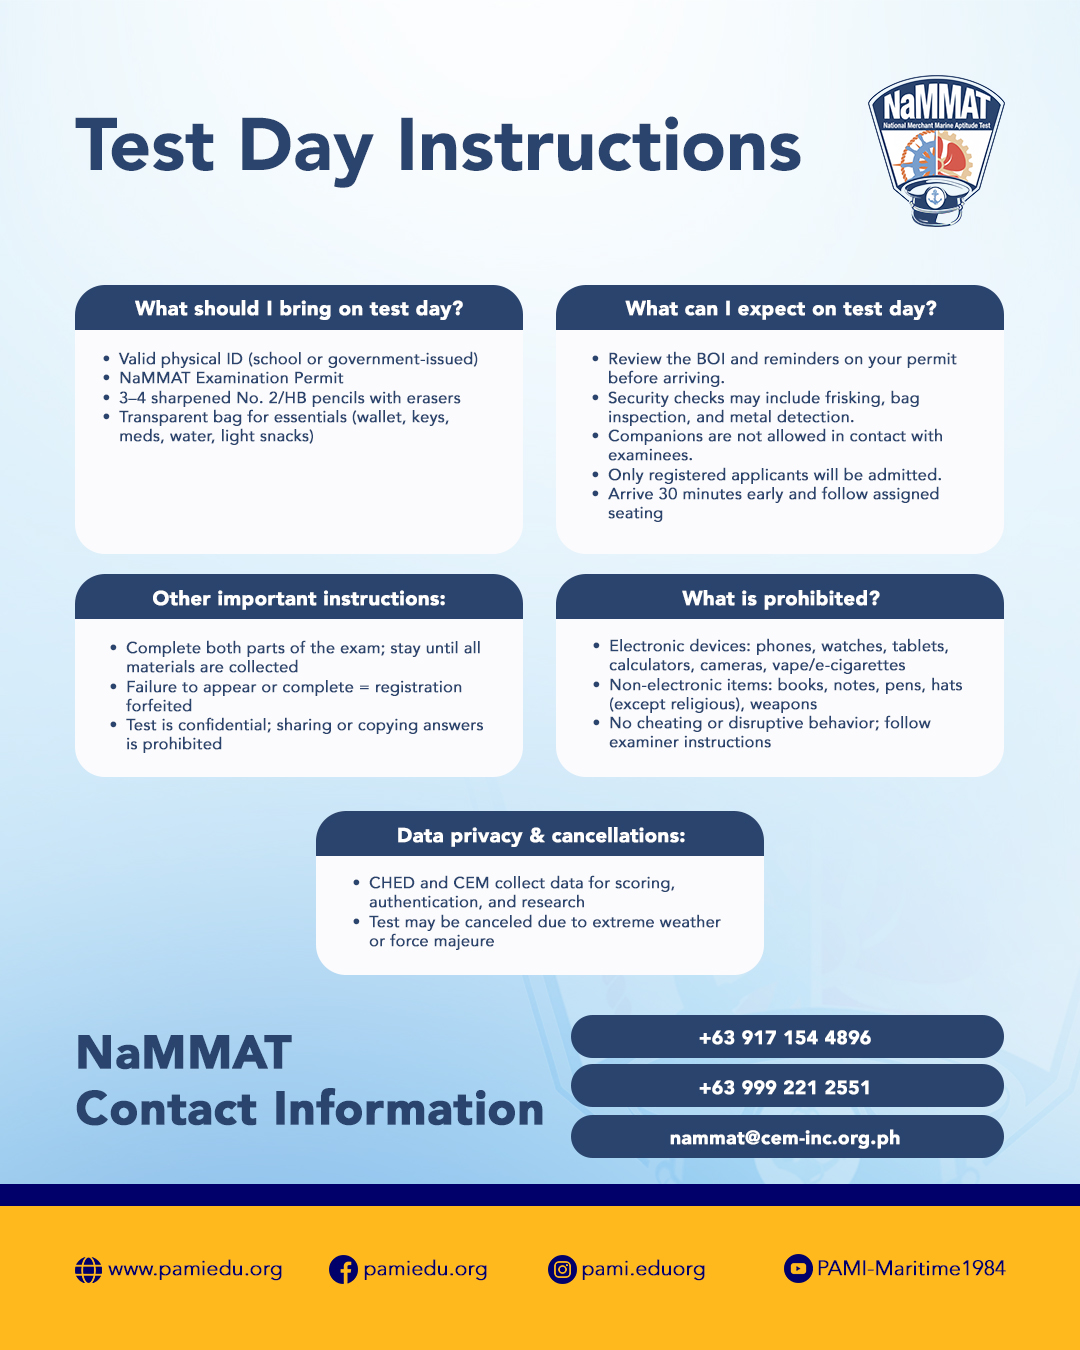 Test Day Instructions
NaMMAT
National Merchant Marine Aptitude Test
What should I bring on test day?
• Valid physical ID (school or government-issued)
• NaMMAT Examination Permit
• 3–4 sharpened No. 2/HB pencils with erasers
• Transparent bag for essentials (wallet, keys,
meds, water, light snacks)
What can I expect on test day?
• Review the BOI and reminders on your permit
before arriving.
• Security checks may include frisking, bag
inspection, and metal detection.
• Companions are not allowed in contact with
examinees.
• Only registered applicants will be admitted.
• Arrive 30 minutes early and follow assigned
seating
Other important instructions:
• Complete both parts of the exam; stay until all
materials are collected
• Failure to appear or complete = registration
forfeited
• Test is confidential; sharing or copying answers
is prohibited
What is prohibited?
• Electronic devices: phones, watches, tablets,
calculators, cameras, vape/e-cigarettes
• Non-electronic items: books, notes, pens, hats
(except religious), weapons
• No cheating or disruptive behavior; follow
examiner instructions
Data privacy & cancellations:
• CHED and CEM collect data for scoring,
authentication, and research
• Test may be canceled due to extreme weather
or force majeure
NaMMAT
Contact Information
+63 917 154 4896
+63 999 221 2551
nammat@cem-inc.org.ph
www.pamiedu.org
pamiedu.org
pami.eduorg
PAMI-Maritime1984